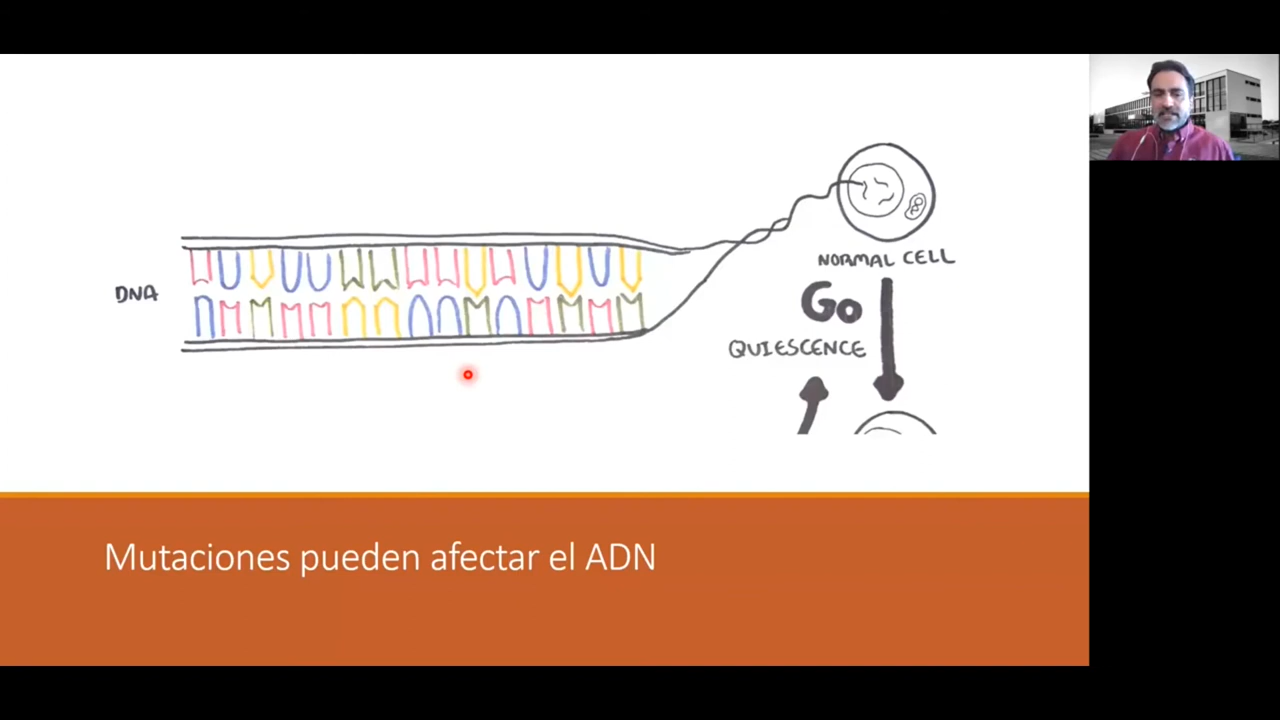 DNA
NORMAL CELL
Go
QUIESCENCE
Mutaciones pueden afectar el ADN